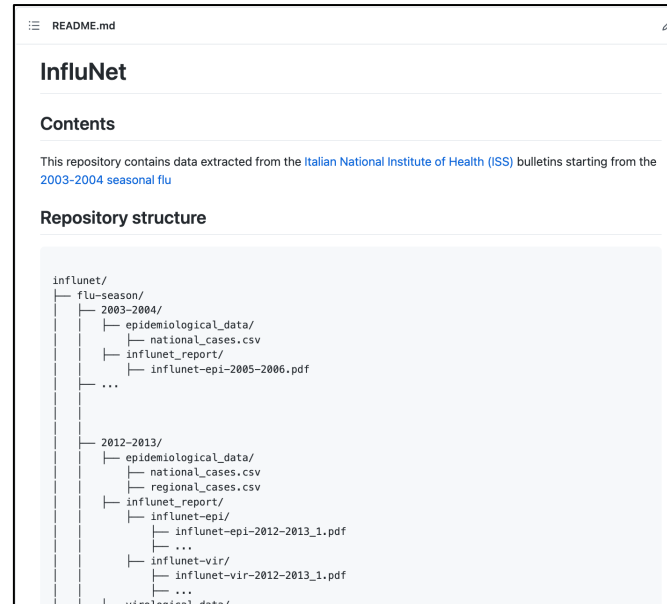 README.md
InfluNet
Contents
This repository contains data extracted from the Italian National Institute of Health (ISS) bulletins starting from the
2003-2004 seasonal flu
Repository structure
influnet/
├── flu-season/
│   ├── 2003-2004/
│   │   ├── epidemiological_data/
│   │   │   ├── national_cases.csv
│   │   ├── influnet_report/
│   │   │   ├── influnet-epi-2005-2006.pdf
│   ├── ...
│   │
│   │
│   │
│   ├── 2012-2013/
│   │   ├── epidemiological_data/
│   │   │   ├── national_cases.csv
│   │   │   ├── regional_cases.csv
│   │   ├── influnet_report/
│   │   │   ├── influnet-epi/
│   │   │   │   ├── influnet-epi-2012-2013_1.pdf
│   │   │   │   ├── ...
│   │   │   ├── influnet-vir/
│   │   │   │   ├── influnet-vir-2012-2013_1.pdf
│   │   │   │   ├── ...
│   │   ├── virological_data/